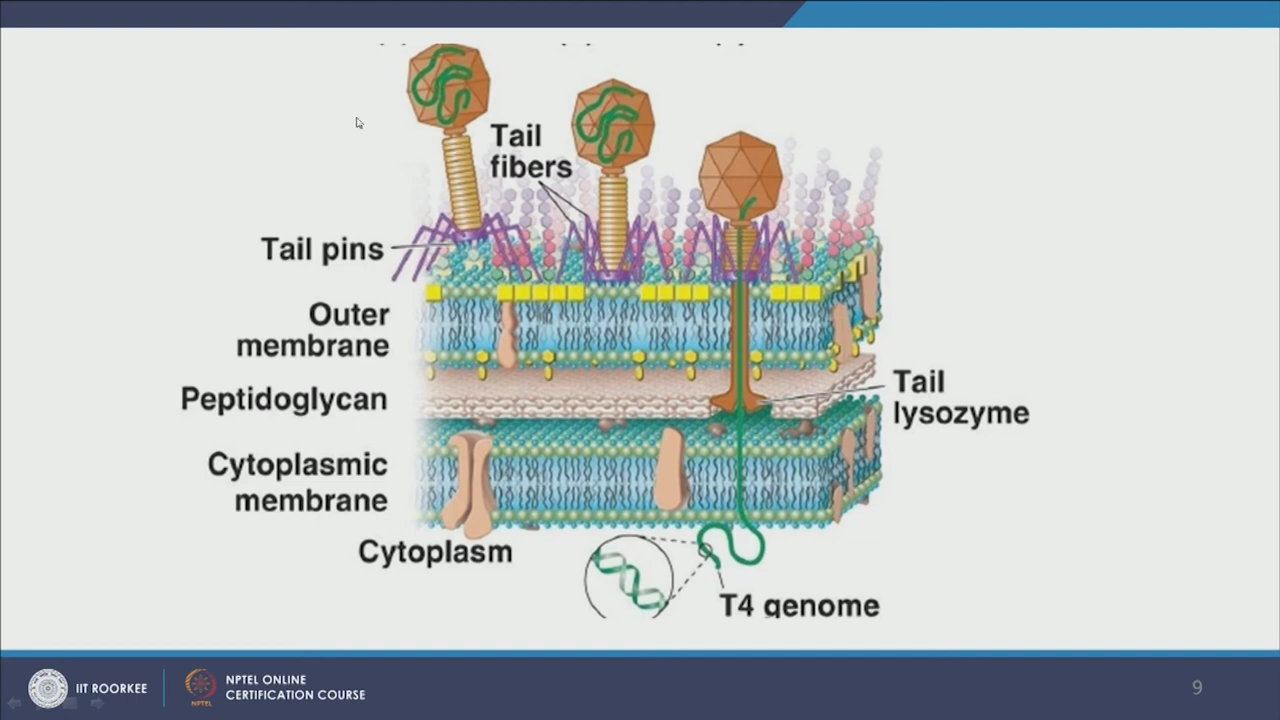 Tail
fibers
Tail pins
Outer
membrane
Peptidoglycan
Tail
lysozyme
Cytoplasmic
membrane
Cytoplasm
T4 genome
IIT ROORKEE
NPTEL
NPTEL ONLINE
CERTIFICATION COURSE
9